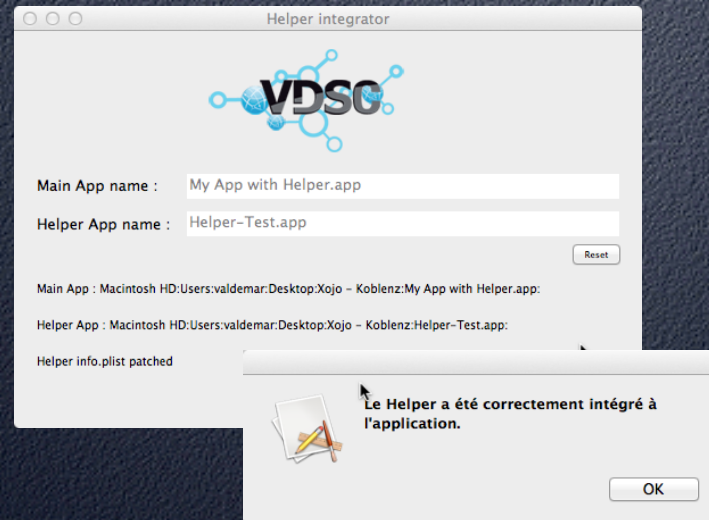 Helper integrator
VDSC
Main App name : My App with Helper.app
Helper App name : Helper-Test.app
Reset
Main App : Macintosh HD:Users:valdemar:Desktop:Xojo - Koblenz:My App with Helper.app:
Helper App : Macintosh HD:Users:valdemar:Desktop:Xojo - Koblenz:Helper-Test.app:
Helper info.plist patched
Le Helper a été correctement intégré à
l'application.
OK